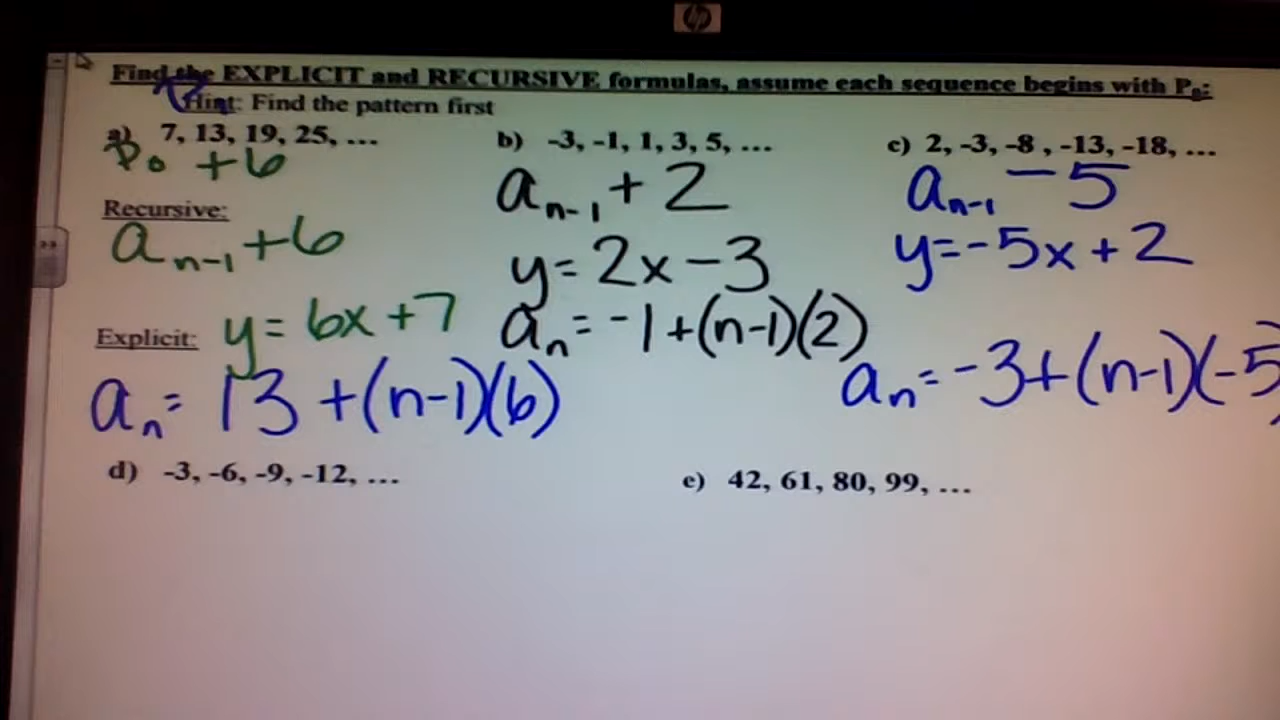 hp
Find the EXPLICIT and RECURSIVE formulas, assume each sequence begins with P₀:
Hint: Find the pattern first
a) 7, 13, 19, 25, ...
P₀ +6
Recursive:
aₙ₋₁+6
Explicit: y=6x+7
aₙ= 13+(n-1)(6)
b) -3, -1, 1, 3, 5, ...
aₙ₋₁+2
y=2x-3
aₙ=-1+(n-1)(2)
c) 2, -3, -8 , -13, -18, ...
aₙ₋₁-5
y=-5x+2
aₙ=-3+(n-1)(-5)
d) -3, -6, -9, -12, ...
e) 42, 61, 80, 99, ...